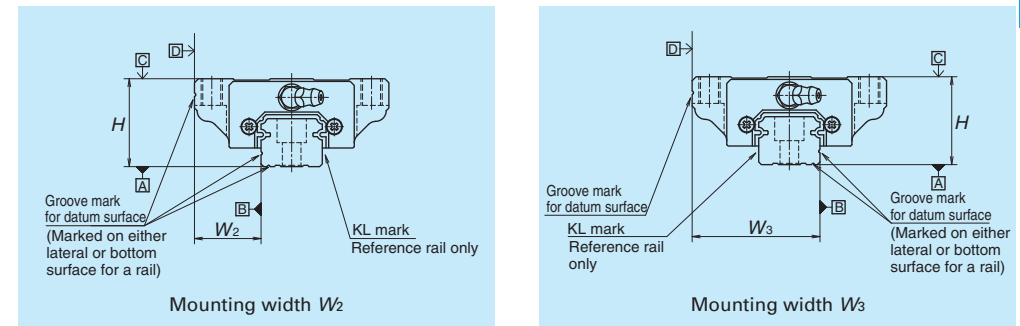 D
C
H
A
Groove mark
for datum surface
(Marked on either
lateral or bottom
surface for a rail)
B
W2
KL mark
Reference rail only
Mounting width W2
D
C
H
A
Groove mark
for datum surface
KL mark
Reference rail
only
W3
B
Groove mark
for datum surface
(Marked on either
lateral or bottom
surface for a rail)
Mounting width W3